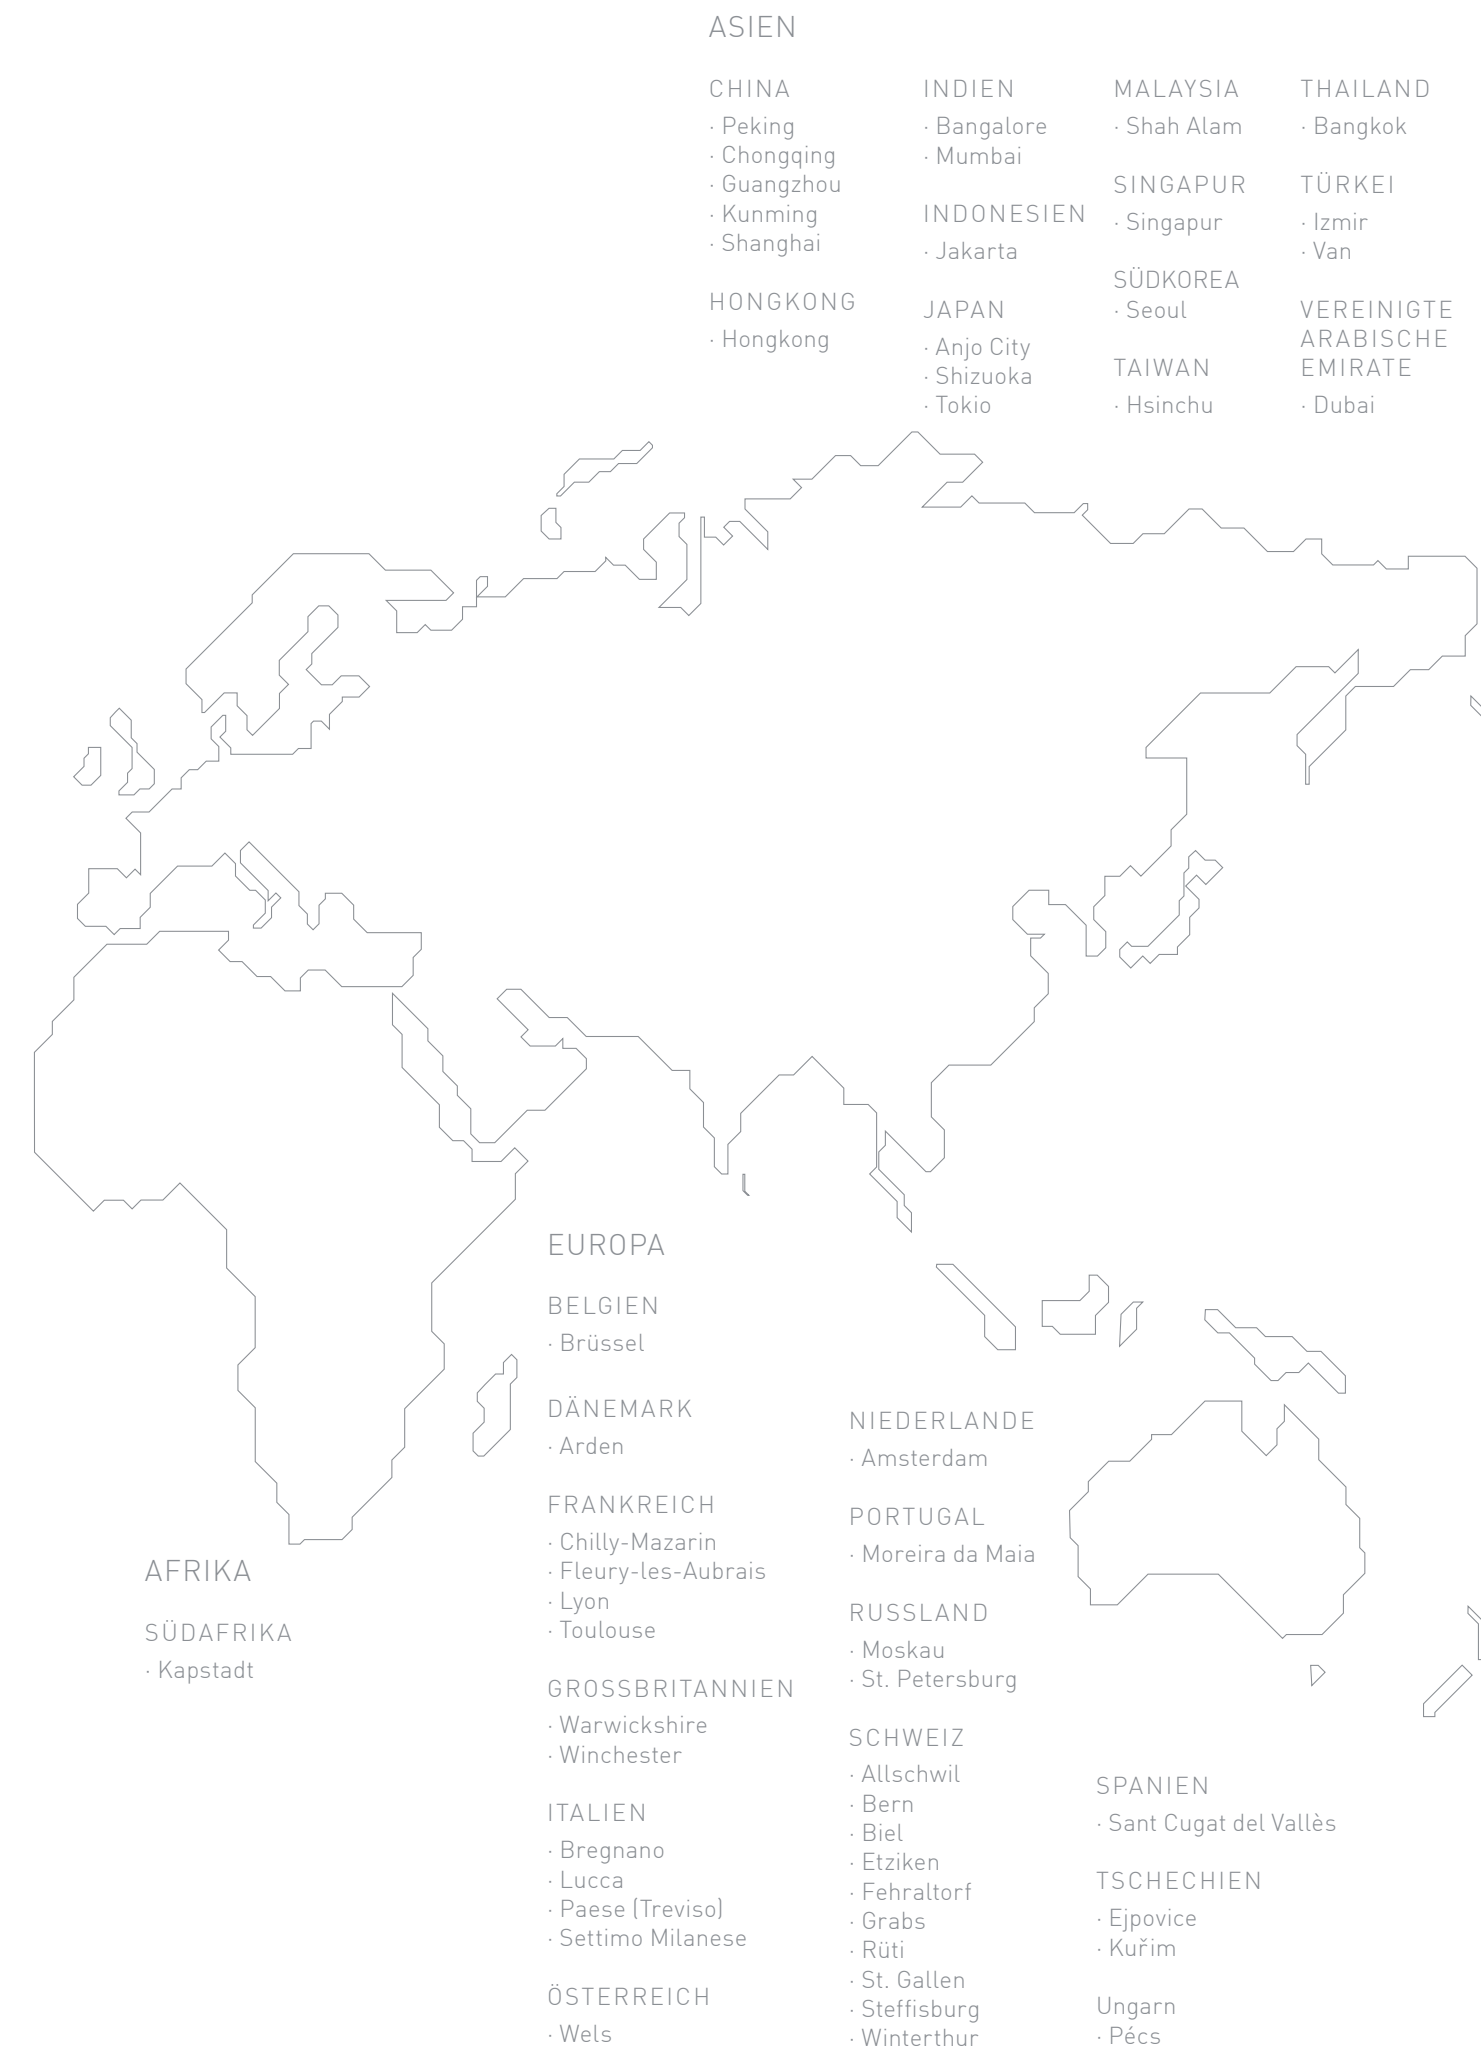 ASIEN
CHINA
· Peking
· Chongqing
· Guangzhou
· Kunming
· Shanghai
HONGKONG
· Hongkong
INDIEN
· Bangalore
· Mumbai
INDONESIEN
· Jakarta
JAPAN
· Anjo City
· Shizuoka
· Tokio
MALAYSIA
· Shah Alam
SINGAPUR
· Singapur
SÜDKOREA
· Seoul
TAIWAN
· Hsinchu
THAILAND
· Bangkok
TÜRKEI
· Izmir
· Van
VEREINIGTE
ARABISCHE
EMIRATE
· Dubai
AFRIKA
SÜDAFRIKA
· Kapstadt
EUROPA
BELGIEN
· Brüssel
DÄNEMARK
· Arden
FRANKREICH
· Chilly-Mazarin
· Fleury-les-Aubrais
· Lyon
· Toulouse
GROSSBRITANNIEN
· Warwickshire
· Winchester
ITALIEN
· Bregnano
· Lucca
· Paese (Treviso)
· Settimo Milanese
ÖSTERREICH
· Wels
NIEDERLANDE
· Amsterdam
PORTUGAL
· Moreira da Maia
RUSSLAND
· Moskau
· St. Petersburg
SCHWEIZ
· Allschwil
· Bern
· Biel
· Etziken
· Fehraltorf
· Grabs
· Rüti
· St. Gallen
· Steffisburg
· Winterthur
SPANIEN
· Sant Cugat del Vallès
TSCHECHIEN
· Ejpovice
· Kuřim
Ungarn
· Pécs